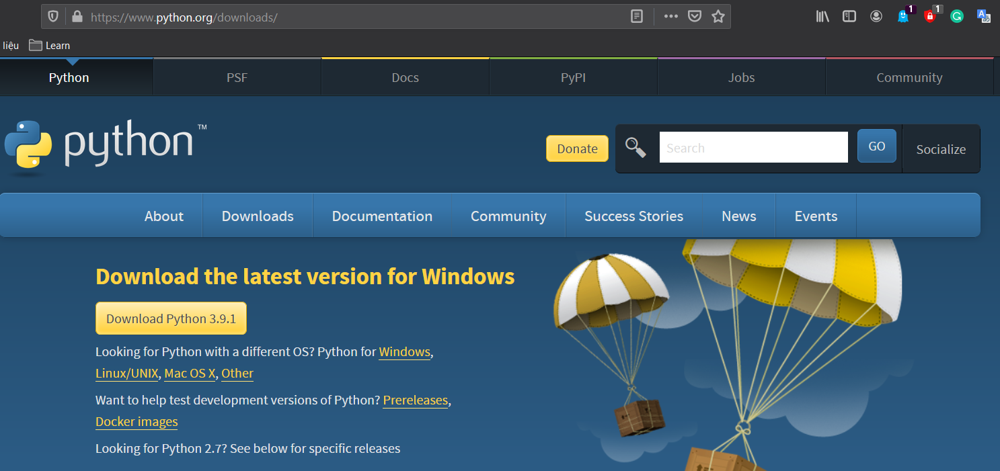 https://www.python.org/downloads/
1
1
liệu
Learn
Python
PSF
Docs
PyPI
Jobs
Community
python™
Donate
Search
GO
Socialize
About
Downloads
Documentation
Community
Success Stories
News
Events
Download the latest version for Windows
Download Python 3.9.1
Looking for Python with a different OS? Python for Windows,
Linux/UNIX, Mac OS X, Other
Want to help test development versions of Python? Prereleases,
Docker images
Looking for Python 2.7? See below for specific releases